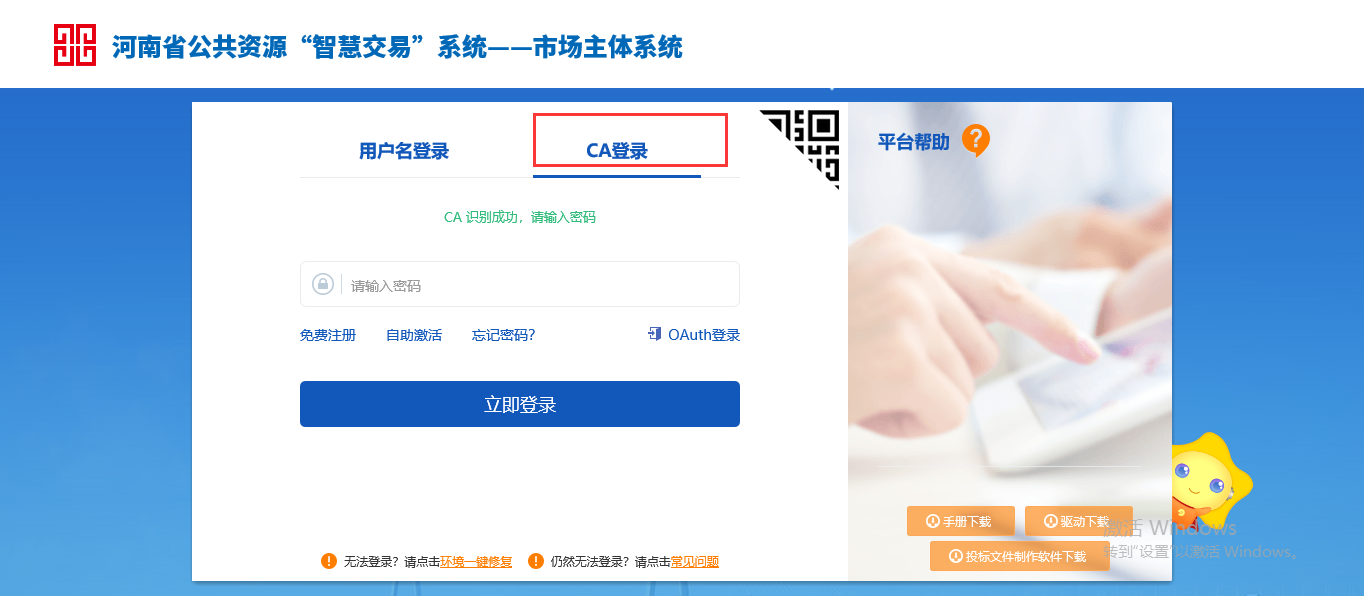 河南省公共资源“智慧交易”系统——市场主体系统
用户名登录
CA登录
CA 识别成功，请输入密码
请输入密码
免费注册 自助激活 忘记密码? OAuth登录
立即登录
无法登录？请点击环境一键修复 仍然无法登录？请点击常见问题
平台帮助
手册下载 驱动下载
投标文件制作软件下载
激活 Windows
转到“设置”以激活 Windows。